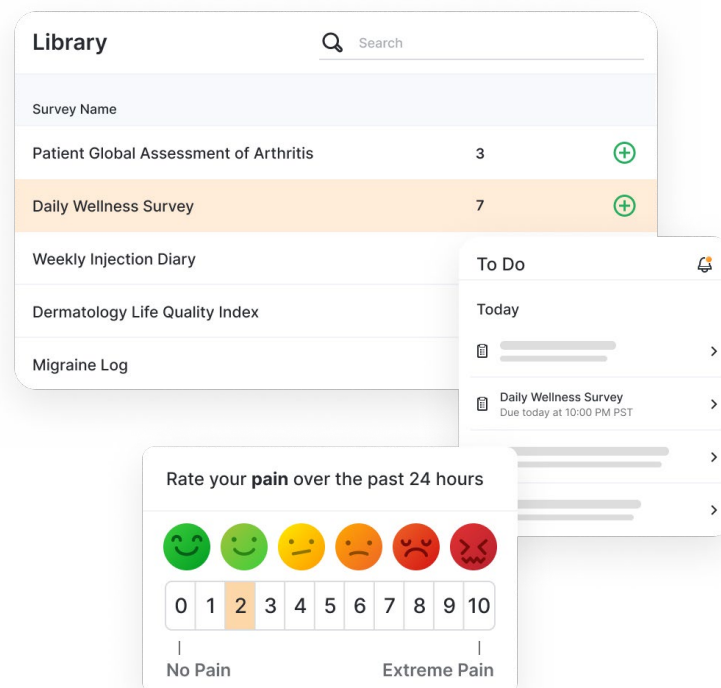 Library
Search
Survey Name
Patient Global Assessment of Arthritis 3
Daily Wellness Survey 7
Weekly Injection Diary
Dermatology Life Quality Index
Migraine Log
To Do
Today
Daily Wellness Survey
Due today at 10:00 PM PST
Rate your pain over the past 24 hours
0 1 2 3 4 5 6 7 8 9 10
No Pain Extreme Pain